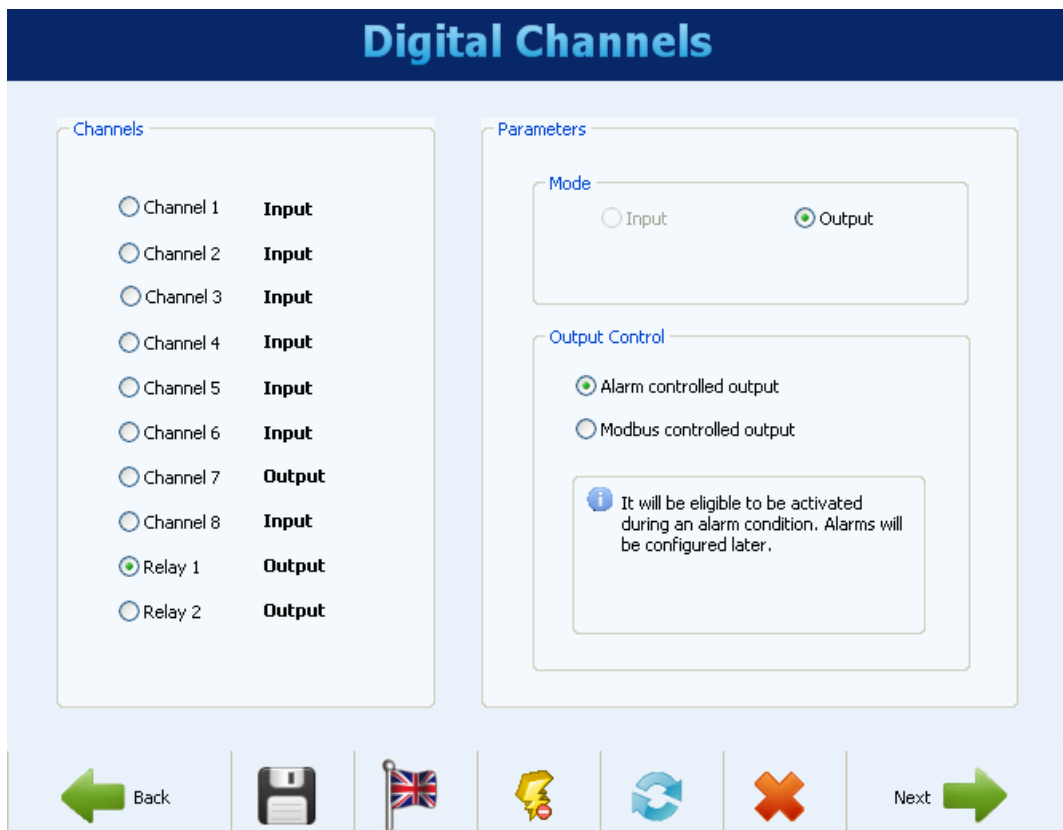 Digital Channels
Channels
Channel 1 Input
Channel 2 Input
Channel 3 Input
Channel 4 Input
Channel 5 Input
Channel 6 Input
Channel 7 Output
Channel 8 Input
Relay 1 Output
Relay 2 Output
Parameters
Mode
Input Output
Output Control
Alarm controlled output
Modbus controlled output
It will be eligible to be activated
during an alarm condition. Alarms will
be configured later.
Back Next